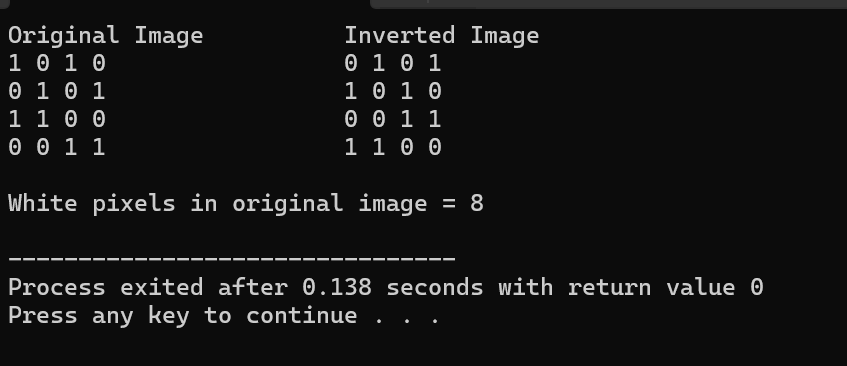 Original Image          Inverted Image
1 0 1 0                 0 1 0 1
0 1 0 1                 1 0 1 0
1 1 0 0                 0 0 1 1
0 0 1 1                 1 1 0 0
White pixels in original image = 8
--------------------------------
Process exited after 0.138 seconds with return value 0
Press any key to continue . . .